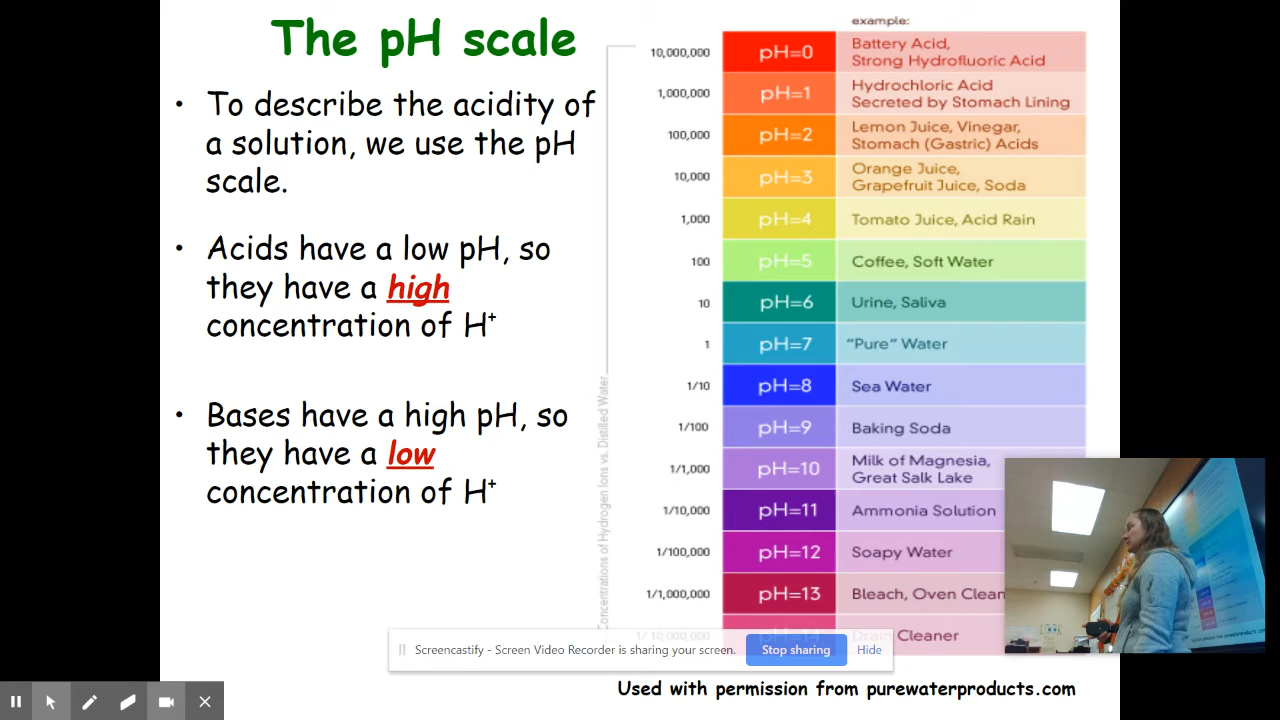 The pH scale
• To describe the acidity of
a solution, we use the pH
scale.
• Acids have a low pH, so
they have a high
concentration of H+
• Bases have a high pH, so
they have a low
concentration of H+
example:
10,000,000 pH=0 Battery Acid,
Strong Hydrofluoric Acid
1,000,000 pH=1 Hydrochloric Acid
Secreted by Stomach Lining
100,000 pH=2 Lemon Juice, Vinegar,
Stomach (Gastric) Acids
10,000 pH=3 Orange Juice,
Grapefruit Juice, Soda
1,000 pH=4 Tomato Juice, Acid Rain
100 pH=5 Coffee, Soft Water
10 pH=6 Urine, Saliva
1 pH=7 "Pure" Water
1/10 pH=8 Sea Water
1/100 pH=9 Baking Soda
1/1,000 pH=10 Milk of Magnesia,
Great Salk Lake
1/10,000 pH=11 Ammonia Solution
1/100,000 pH=12 Soapy Water
1/1,000,000 pH=13 Bleach, Oven Clean
1/10,000,000 pH=14 Drain Cleaner
Concentrations of Hydrogen Ions vs. Distilled Water
Screencastify - Screen Video Recorder is sharing your screen. Stop sharing Hide
Used with permission from purewaterproducts.com